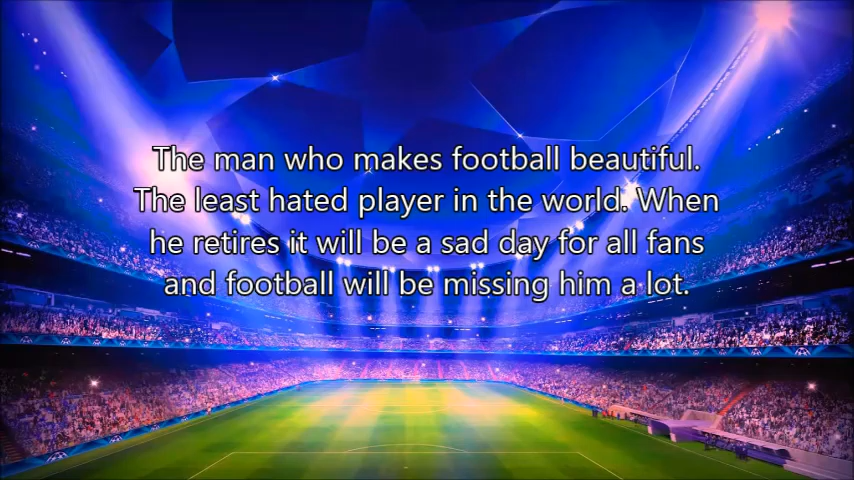 The man who makes football beautiful.
The least hated player in the world. When
he retires it will be a sad day for all fans
and football will be missing him a lot.